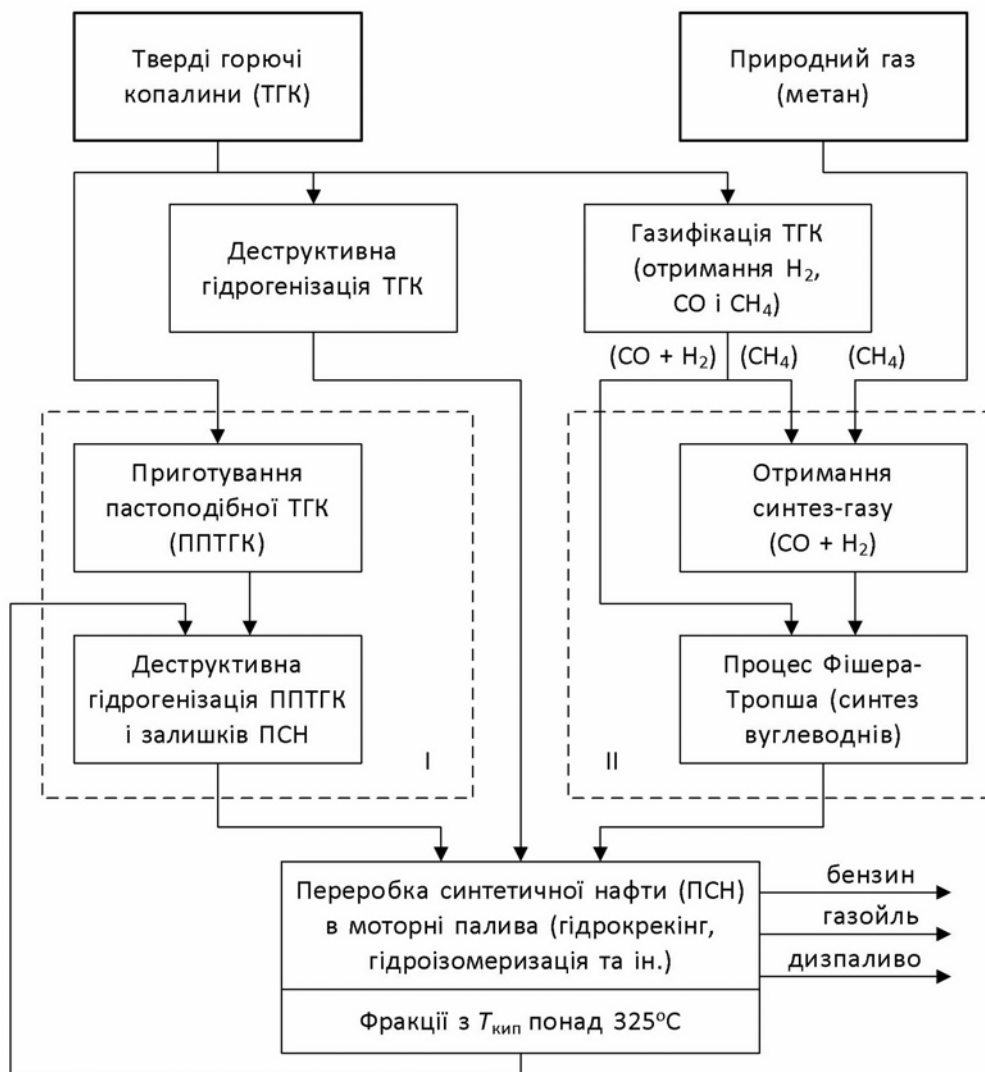 Тверді горючі
копалини (ТГК)
Природний газ
(метан)
Деструктивна
гідрогенізація ТГК
Газифікація ТГК
(отримання H₂,
CO і CH₄)
(CO + H₂)
(CH₄)
(CH₄)
Приготування
пастоподібної ТГК
(ППТГК)
Отримання
синтез-газу
(CO + H₂)
Деструктивна
гідрогенізація ППТГК
і залишків ПСН
I
Процес Фішера-
Тропша (синтез
вуглеводнів)
II
Переробка синтетичної нафти (ПСН)
в моторні палива (гідрокрекінг,
гідроізомеризація та ін.)
бензин
газойль
дизпаливо
Фракції з Tкип понад 325ºС